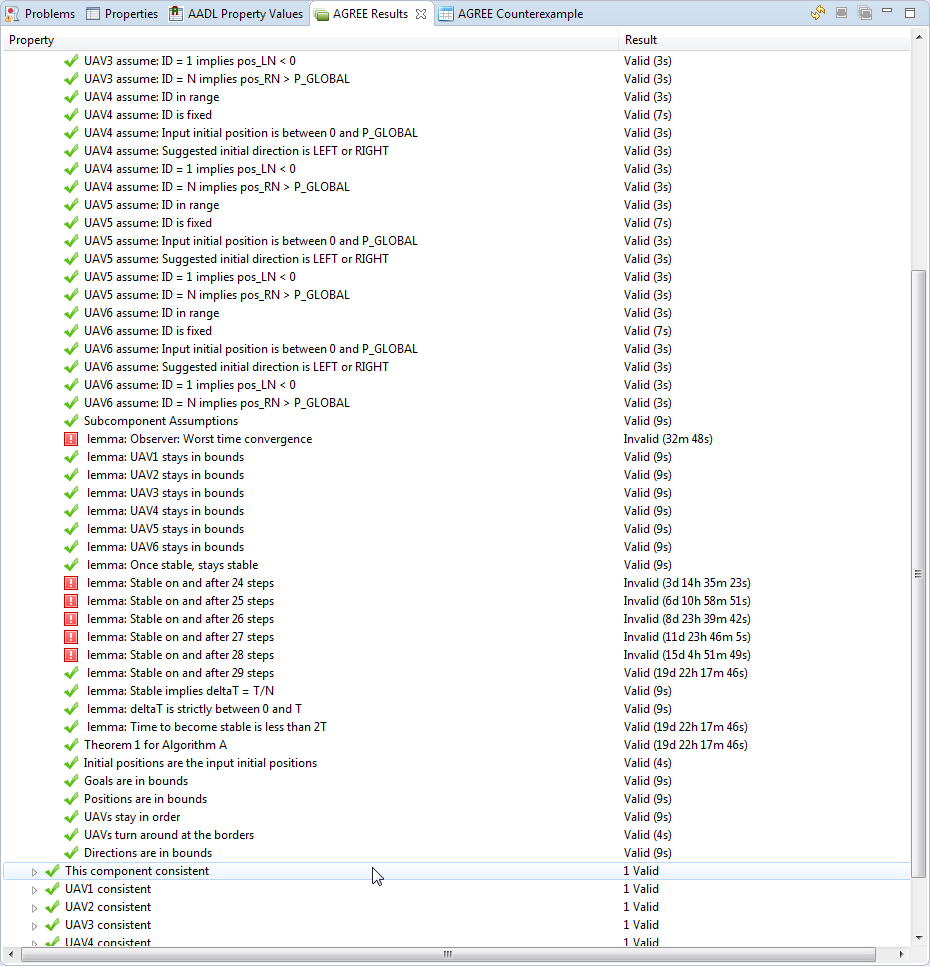 Problems Properties AADL Property Values AGREE Results AGREE Counterexample
Property Result
UAV3 assume: ID = 1 implies pos_LN < 0 Valid (3s)
UAV3 assume: ID = N implies pos_RN > P_GLOBAL Valid (3s)
UAV4 assume: ID in range Valid (3s)
UAV4 assume: ID is fixed Valid (7s)
UAV4 assume: Input initial position is between 0 and P_GLOBAL Valid (3s)
UAV4 assume: Suggested initial direction is LEFT or RIGHT Valid (3s)
UAV4 assume: ID = 1 implies pos_LN < 0 Valid (3s)
UAV4 assume: ID = N implies pos_RN > P_GLOBAL Valid (3s)
UAV5 assume: ID in range Valid (3s)
UAV5 assume: ID is fixed Valid (7s)
UAV5 assume: Input initial position is between 0 and P_GLOBAL Valid (3s)
UAV5 assume: Suggested initial direction is LEFT or RIGHT Valid (3s)
UAV5 assume: ID = 1 implies pos_LN < 0 Valid (3s)
UAV5 assume: ID = N implies pos_RN > P_GLOBAL Valid (3s)
UAV6 assume: ID in range Valid (3s)
UAV6 assume: ID is fixed Valid (7s)
UAV6 assume: Input initial position is between 0 and P_GLOBAL Valid (3s)
UAV6 assume: Suggested initial direction is LEFT or RIGHT Valid (3s)
UAV6 assume: ID = 1 implies pos_LN < 0 Valid (3s)
UAV6 assume: ID = N implies pos_RN > P_GLOBAL Valid (3s)
Subcomponent Assumptions Valid (9s)
lemma: Observer: Worst time convergence Invalid (32m 48s)
lemma: UAV1 stays in bounds Valid (9s)
lemma: UAV2 stays in bounds Valid (9s)
lemma: UAV3 stays in bounds Valid (9s)
lemma: UAV4 stays in bounds Valid (9s)
lemma: UAV5 stays in bounds Valid (9s)
lemma: UAV6 stays in bounds Valid (9s)
lemma: Once stable, stays stable Valid (9s)
lemma: Stable on and after 24 steps Invalid (3d 14h 35m 23s)
lemma: Stable on and after 25 steps Invalid (6d 10h 58m 51s)
lemma: Stable on and after 26 steps Invalid (8d 23h 39m 42s)
lemma: Stable on and after 27 steps Invalid (11d 23h 46m 5s)
lemma: Stable on and after 28 steps Invalid (15d 4h 51m 49s)
lemma: Stable on and after 29 steps Valid (19d 22h 17m 46s)
lemma: Stable implies deltaT = T/N Valid (9s)
lemma: deltaT is strictly between 0 and T Valid (9s)
lemma: Time to become stable is less than 2T Valid (19d 22h 17m 46s)
Theorem 1 for Algorithm A Valid (19d 22h 17m 46s)
Initial positions are the input initial positions Valid (4s)
Goals are in bounds Valid (9s)
Positions are in bounds Valid (9s)
UAVs stay in order Valid (9s)
UAVs turn around at the borders Valid (4s)
Directions are in bounds Valid (9s)
This component consistent 1 Valid
UAV1 consistent 1 Valid
UAV2 consistent 1 Valid
UAV3 consistent 1 Valid
UAV4 consistent 1 Valid